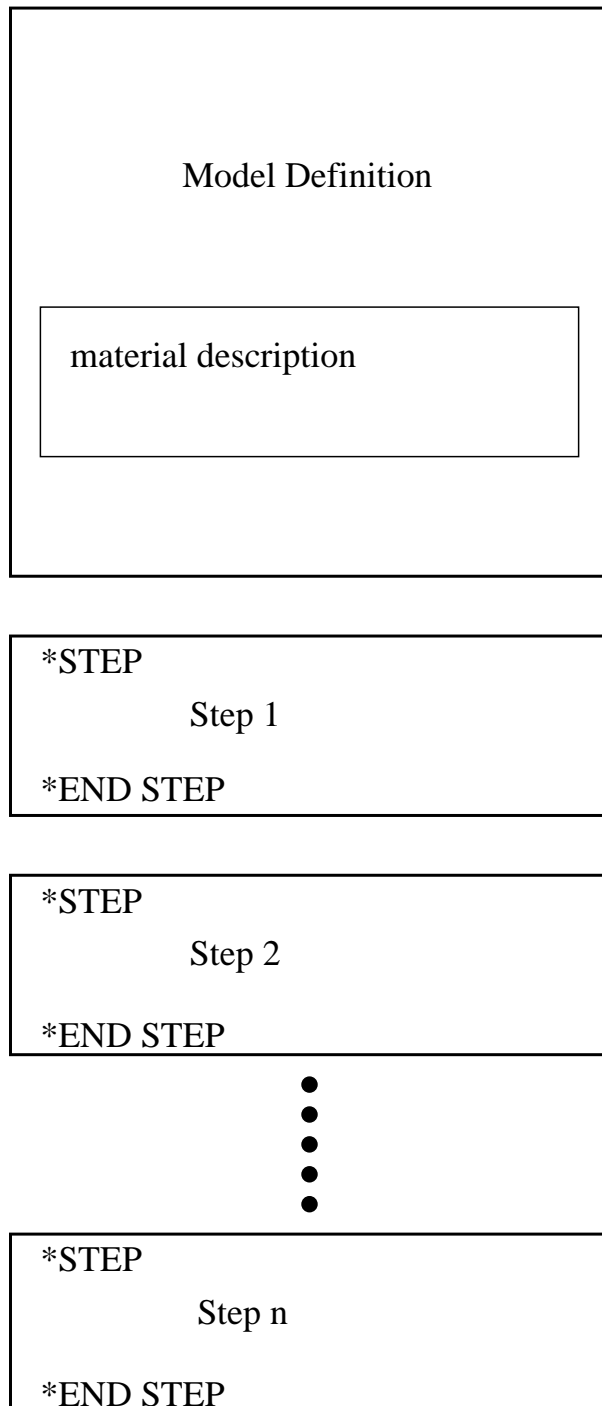 Model Definition
material description
*STEP
Step 1
*END STEP
*STEP
Step 2
*END STEP
*STEP
Step n
*END STEP